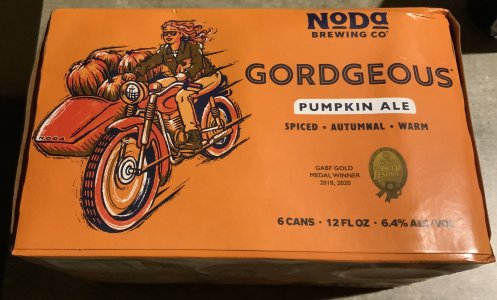 NoDa
BREWING CO
GORDGEOUS
PUMPKIN ALE
SPICED • AUTUMNAL • WARM
GABF GOLD
MEDAL WINNER
2018, 2020
6 CANS • 12 FL OZ • 6.4% ALC/VOL
NODA